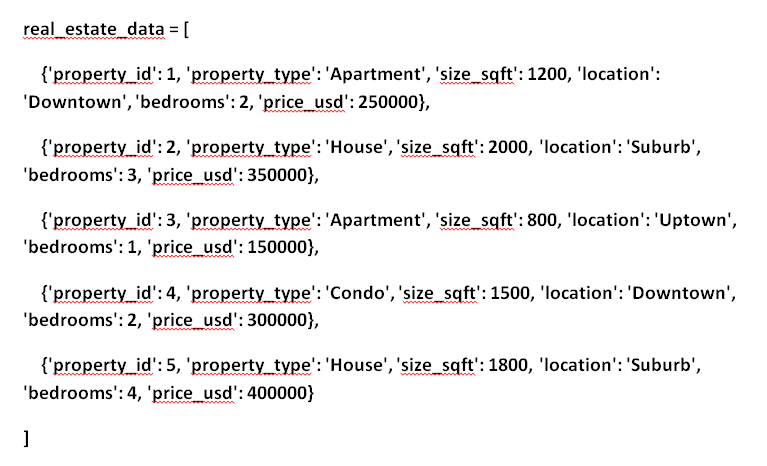 real_estate_data = [
{'property_id': 1, 'property_type': 'Apartment', 'size_sqft': 1200, 'location':
'Downtown', 'bedrooms': 2, 'price_usd': 250000},
{'property_id': 2, 'property_type': 'House', 'size_sqft': 2000, 'location': 'Suburb',
'bedrooms': 3, 'price_usd': 350000},
{'property_id': 3, 'property_type': 'Apartment', 'size_sqft': 800, 'location': 'Uptown',
'bedrooms': 1, 'price_usd': 150000},
{'property_id': 4, 'property_type': 'Condo', 'size_sqft': 1500, 'location': 'Downtown',
'bedrooms': 2, 'price_usd': 300000},
{'property_id': 5, 'property_type': 'House', 'size_sqft': 1800, 'location': 'Suburb',
'bedrooms': 4, 'price_usd': 400000}
]